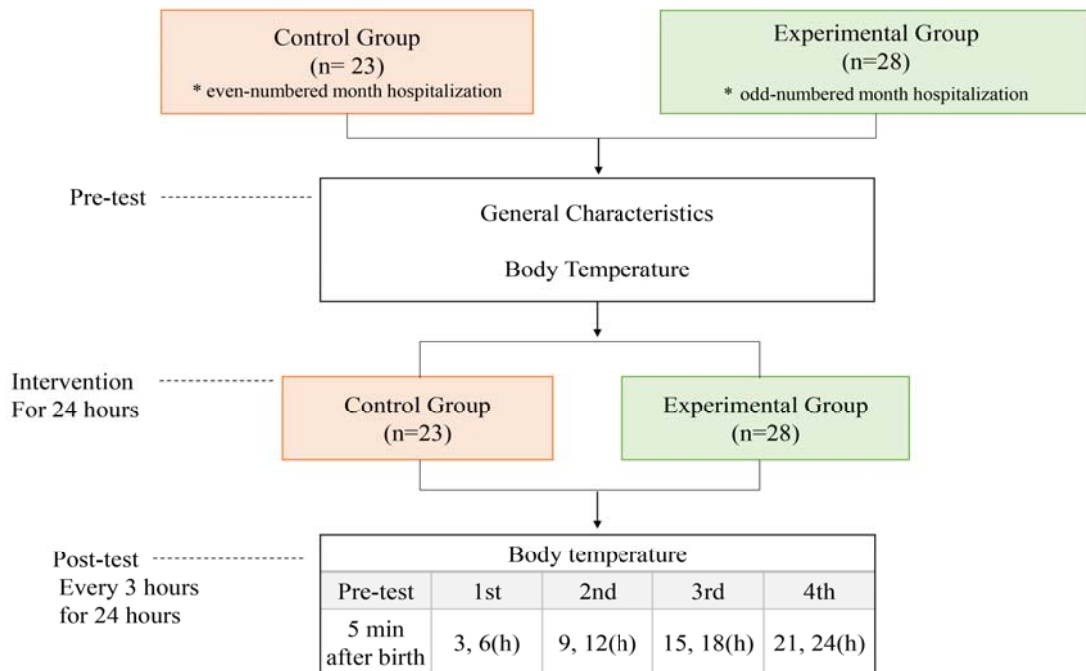 Control Group
(n= 23)
* even-numbered month hospitalization
Experimental Group
(n=28)
* odd-numbered month hospitalization
Pre-test
General Characteristics
Body Temperature
Intervention
For 24 hours
Control Group
(n=23)
Experimental Group
(n=28)
Post-test
Every 3 hours
for 24 hours
Body temperature
Pre-test 1st 2nd 3rd 4th
5 min
after birth
3, 6(h) 9, 12(h) 15, 18(h) 21, 24(h)